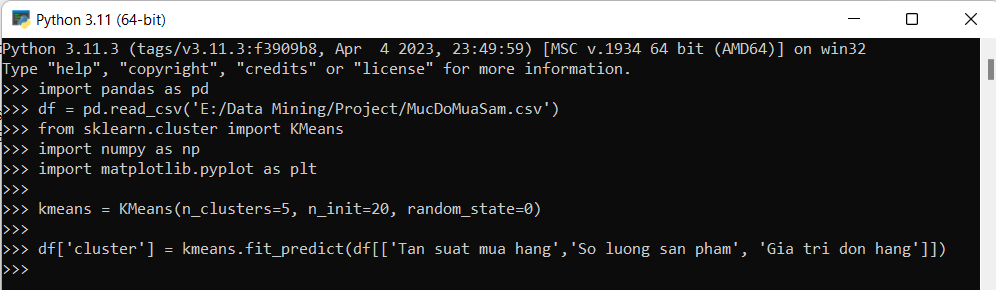 Python 3.11 (64-bit)
Python 3.11.3 (tags/v3.11.3:f3909b8, Apr  4 2023, 23:49:59) [MSC v.1934 64 bit (AMD64)] on win32
Type "help", "copyright", "credits" or "license" for more information.
>>> import pandas as pd
>>> df = pd.read_csv('E:/Data Mining/Project/MucDoMuaSam.csv')
>>> from sklearn.cluster import KMeans
>>> import numpy as np
>>> import matplotlib.pyplot as plt
>>>
>>> kmeans = KMeans(n_clusters=5, n_init=20, random_state=0)
>>>
>>> df['cluster'] = kmeans.fit_predict(df[['Tan suat mua hang','So luong san pham', 'Gia tri don hang']])
>>>